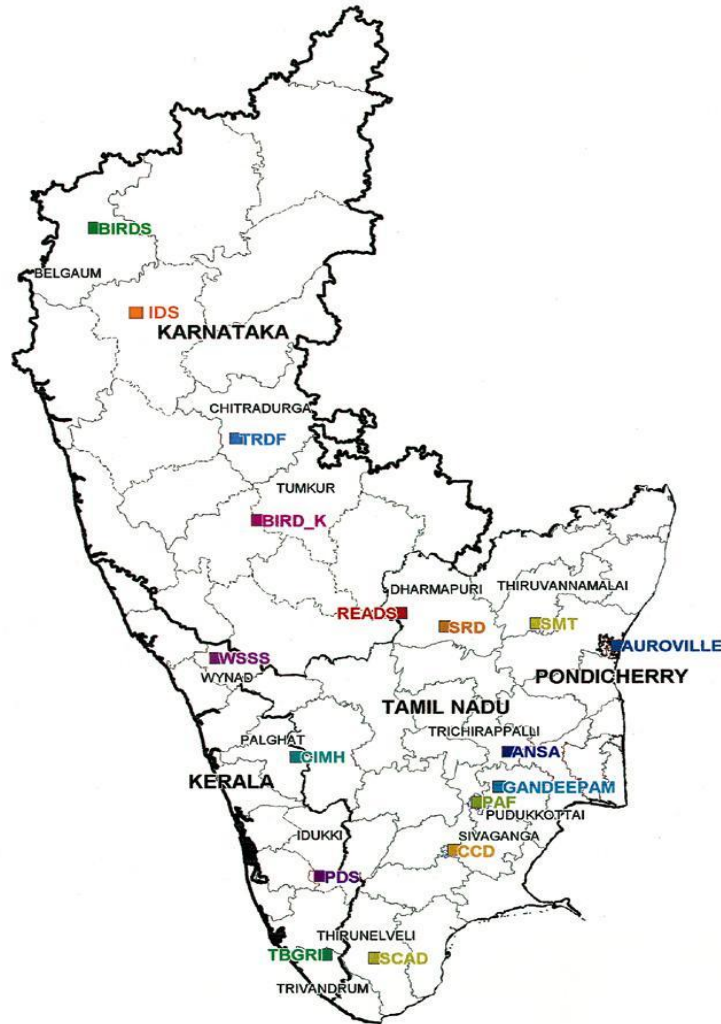 BIRDS
BELGAUM
IDS
KARNATAKA
CHITRADURGA
TRDF
TUMKUR
BIRD_K
DHARMAPURI
THIRUVANNAMALAI
READS
SRD
SMT
AUROVILLE
WSSS
WYNAD
PONDICHERRY
TAMIL NADU
TRICHIRAPPALLI
PALGHAT
CIMH
ANSA
KERALA
GANDEEPAM
PAF
PUDUKKOTTAI
IDUKKI
SIVAGANGA
CCD
PDS
THIRUNELVELI
TBGRI
SCAD
TRIVANDRUM